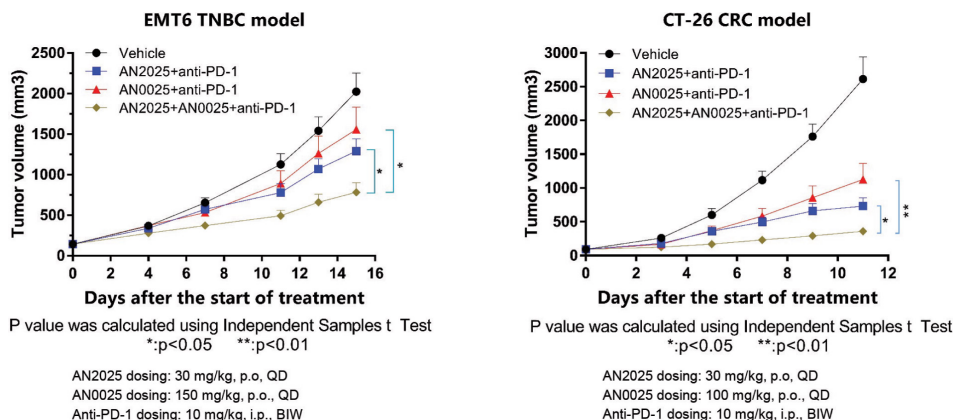 EMT6 TNBC model
Vehicle
AN2025+anti-PD-1
AN0025+anti-PD-1
AN2025+AN0025+anti-PD-1
2500
2000
1500
1000
500
0
Tumor volume (mm3)
*
*
0 2 4 6 8 10 12 14 16
Days after the start of treatment
P value was calculated using Independent Samples t Test
*:p<0.05 **:p<0.01
AN2025 dosing: 30 mg/kg, p.o, QD
AN0025 dosing: 150 mg/kg, p.o., QD
Anti-PD-1 dosing: 10 mg/kg, i.p., BIW
CT-26 CRC model
Vehicle
AN2025+anti-PD-1
AN0025+anti-PD-1
AN2025+AN0025+anti-PD-1
3000
2500
2000
1500
1000
500
0
Tumor volume (mm3)
*
**
0 1 2 3 4 5 6 7 8 9 10 11 12
Days after the start of treatment
P value was calculated using Independent Samples t Test
*:p<0.05 **:p<0.01
AN2025 dosing: 30 mg/kg, p.o, QD
AN0025 dosing: 100 mg/kg, p.o., QD
Anti-PD-1 dosing: 10 mg/kg, i.p., BIW